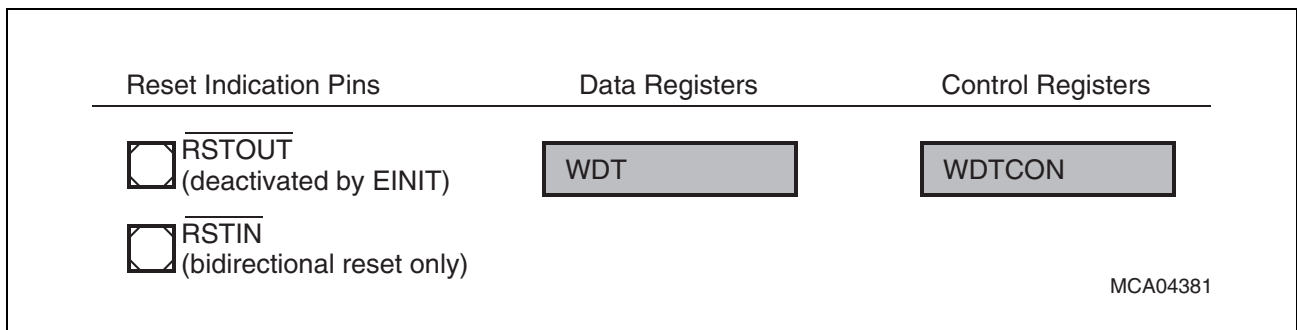 Reset Indication Pins Data Registers Control Registers
RSTOUT
(deactivated by EINIT)
WDT
WDTCON
RSTIN
(bidirectional reset only)
MCA04381